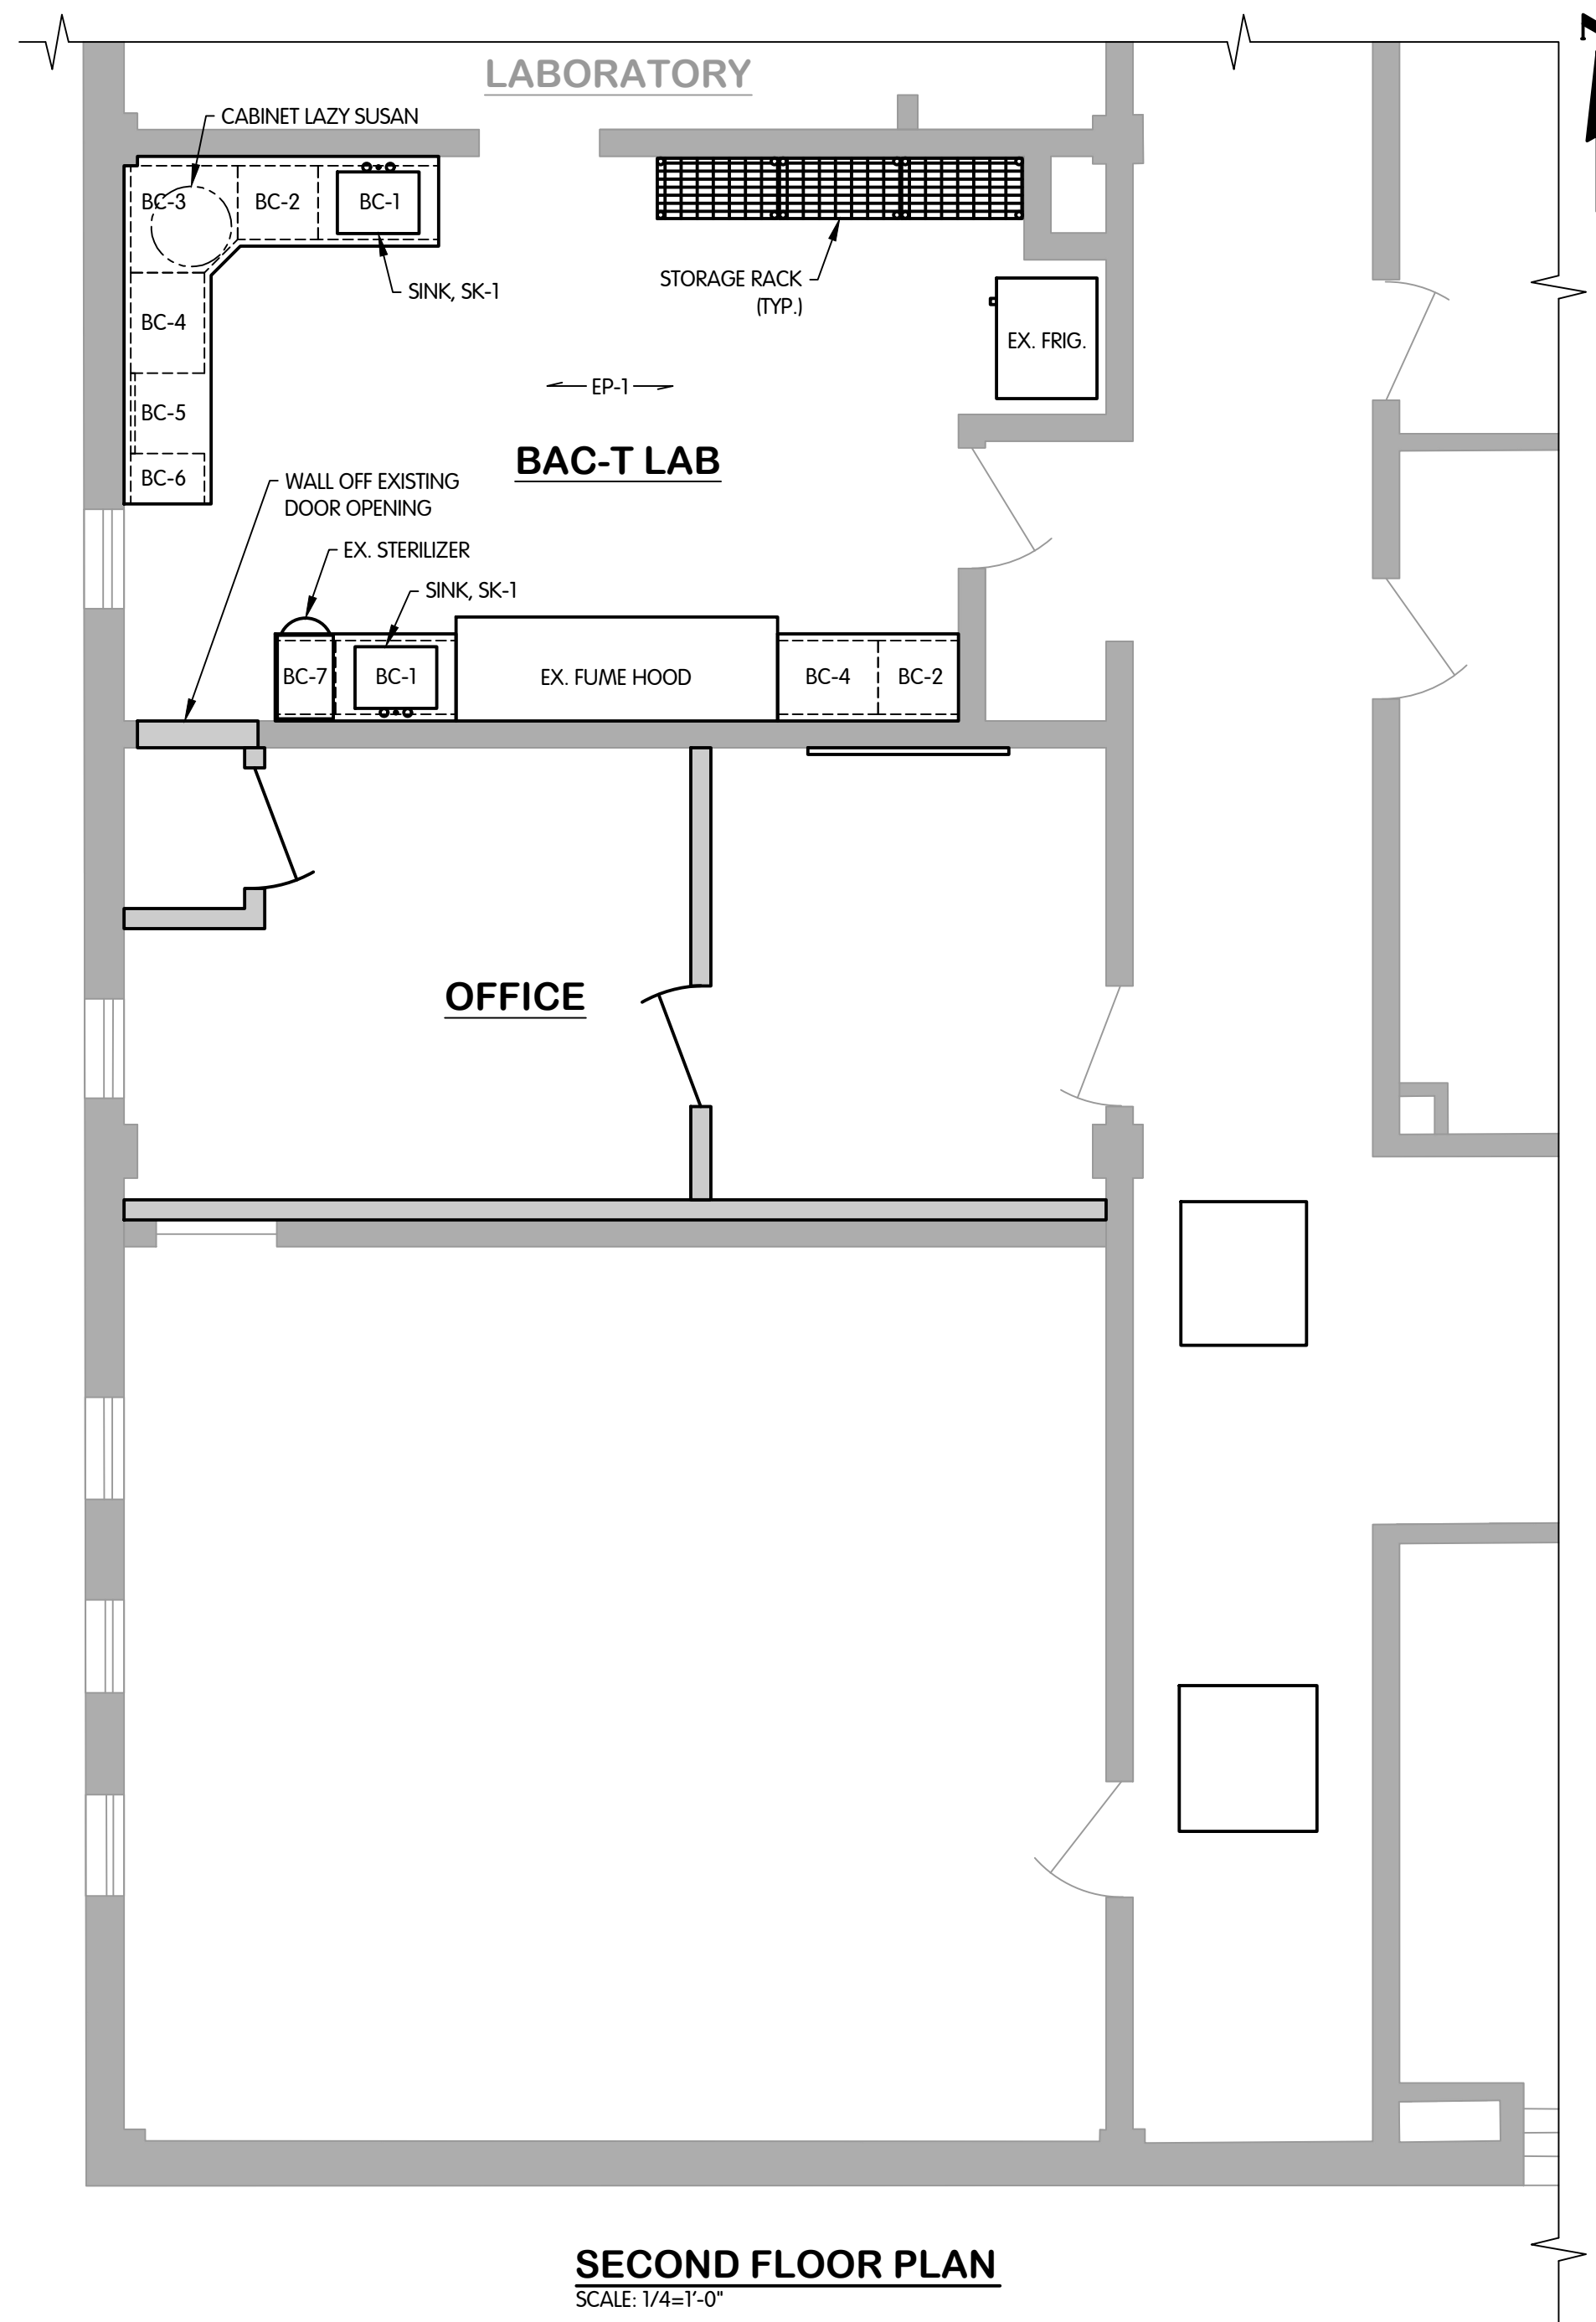 LABORATORY
CABINET LAZY SUSAN
BC-3
BC-2
BC-1
SINK, SK-1
STORAGE RACK
(TYP.)
BC-4
EX. FRIG.
EP-1
BC-5
BAC-T LAB
BC-6
WALL OFF EXISTING
DOOR OPENING
EX. STERILIZER
SINK, SK-1
BC-7
BC-1
EX. FUME HOOD
BC-4
BC-2
OFFICE
SECOND FLOOR PLAN
SCALE: 1/4=1'-0"